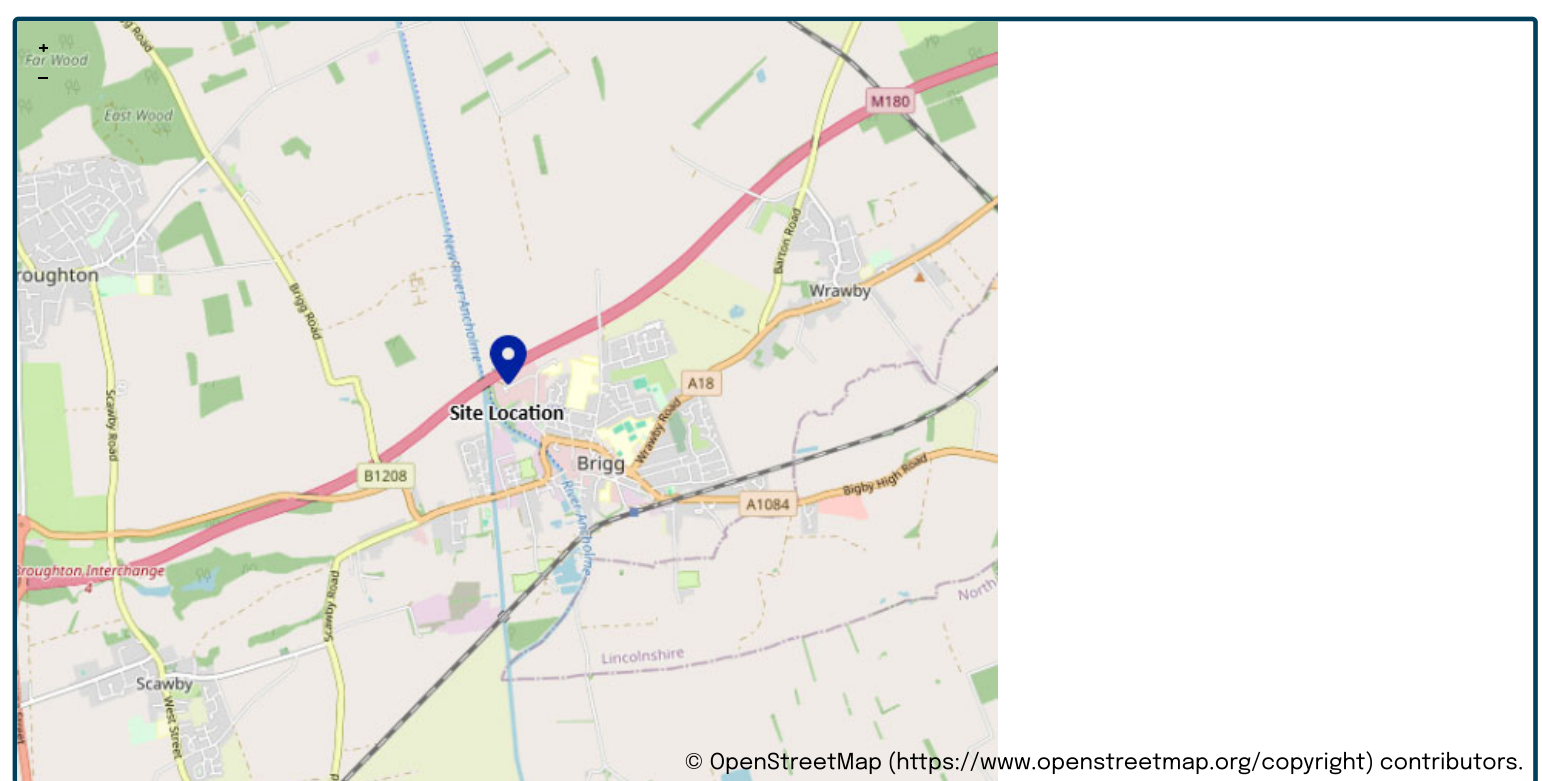 g Road
+
–
Far Wood
East Wood
M180
Barton Road
New River Ancholme
roughton
Wrawby
Brigg Road
A18
Scawby Road
Site Location
Wrawby Road
Brigg
B1208
Bigby High Road
A1084
River Ancholme
Broughton Interchange
4
Scawby Road
North
Lincolnshire
Scawby
West Street
© OpenStreetMap (https://www.openstreetmap.org/copyright) contributors.